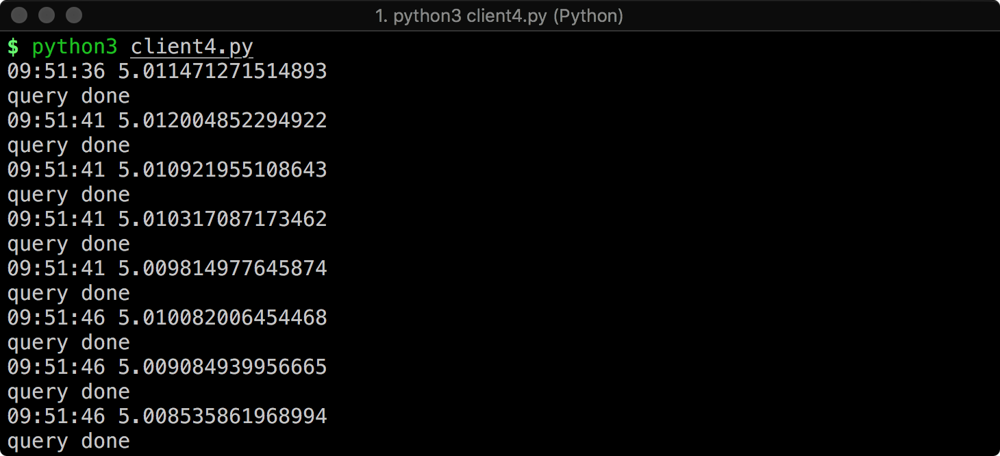 1. python3 client4.py (Python)
$ python3 client4.py
09:51:36 5.011471271514893
query done
09:51:41 5.012004852294922
query done
09:51:41 5.010921955108643
query done
09:51:41 5.010317087173462
query done
09:51:41 5.009814977645874
query done
09:51:46 5.010082006454468
query done
09:51:46 5.009084939956665
query done
09:51:46 5.008535861968994
query done